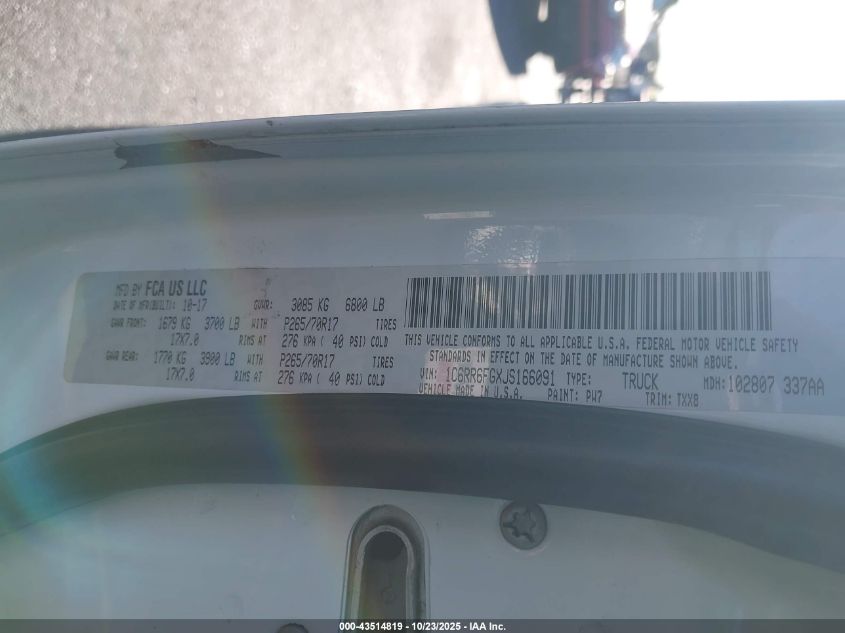 MFD BY FCA US LLC
DATE OF MFR(BUILT): 10-17 GVWR: 3085 KG 6800 LB
GAWR FRONT: 1679 KG 3700 LB WITH P265/70R17 TIRES
17X7.0 RIMS AT 276 KPA ( 40 PSI) COLD
GAWR REAR: 1770 KG 3900 LB WITH P265/70R17 TIRES
17X7.0 RIMS AT 276 KPA ( 40 PSI) COLD
THIS VEHICLE CONFORMS TO ALL APPLICABLE U.S.A. FEDERAL MOTOR VEHICLE SAFETY
STANDARDS IN EFFECT ON THE DATE OF MANUFACTURE SHOWN ABOVE.
VIN: 1C6RR6FGXJS166091 TYPE: TRUCK MDH: 102807 337AA
VEHICLE MADE IN U.S.A. PAINT: PW7 TRIM: TXX8
000-43514819 • 10/23/2025 • IAA Inc.